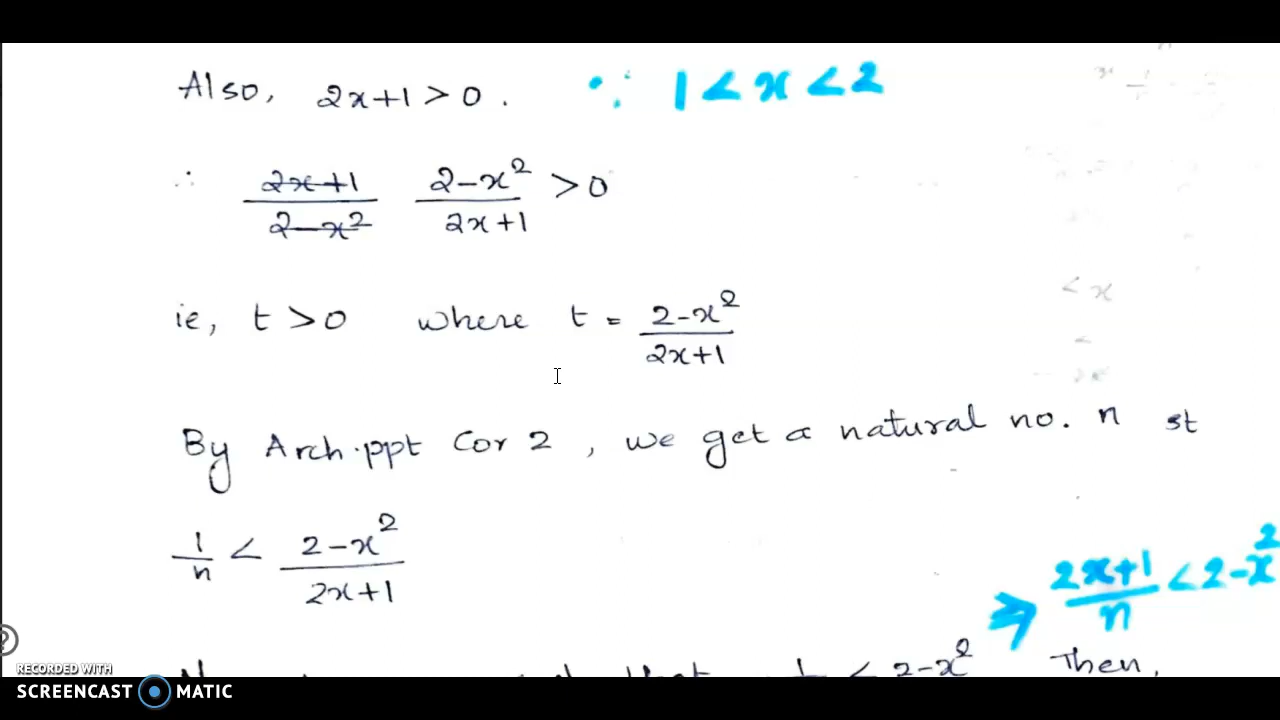 Also, 2x+1 > 0. ∵ 1 < x < 2
∴ 2x+1/2-x² 2-x²/2x+1 > 0
ie, t > 0 where t = 2-x²/2x+1
By Arch.ppt Cor 2, we get a natural no. n st
1/n < 2-x²/2x+1
⇒ 2x+1/n < 2-x²
< 2-x² Then,
RECORDED WITH
SCREENCAST MATIC